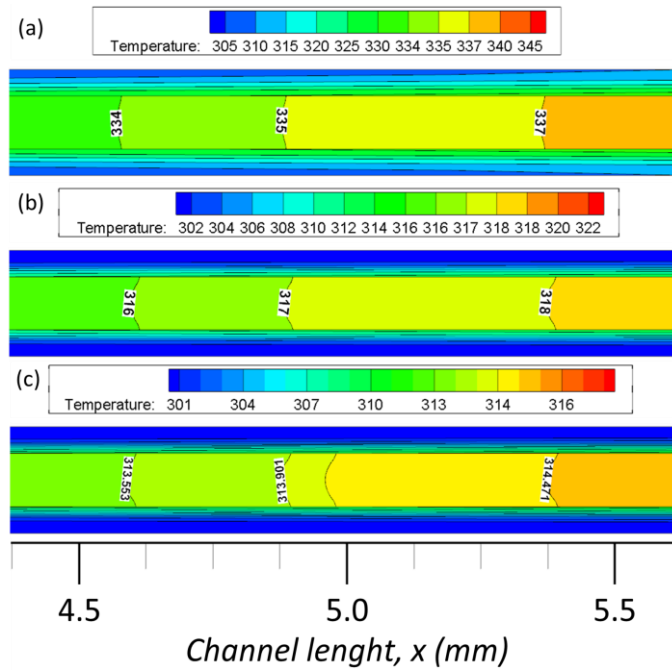 (a)
Temperature: 305 310 315 320 325 330 334 335 337 340 345
334 335 337
(b)
Temperature: 302 304 306 308 310 312 314 316 316 317 318 318 320 322
316 317 318
(c)
Temperature: 301 304 307 310 313 314 316
313.553 313.901 314.471
4.5 5.0 5.5
Channel lenght, x (mm)